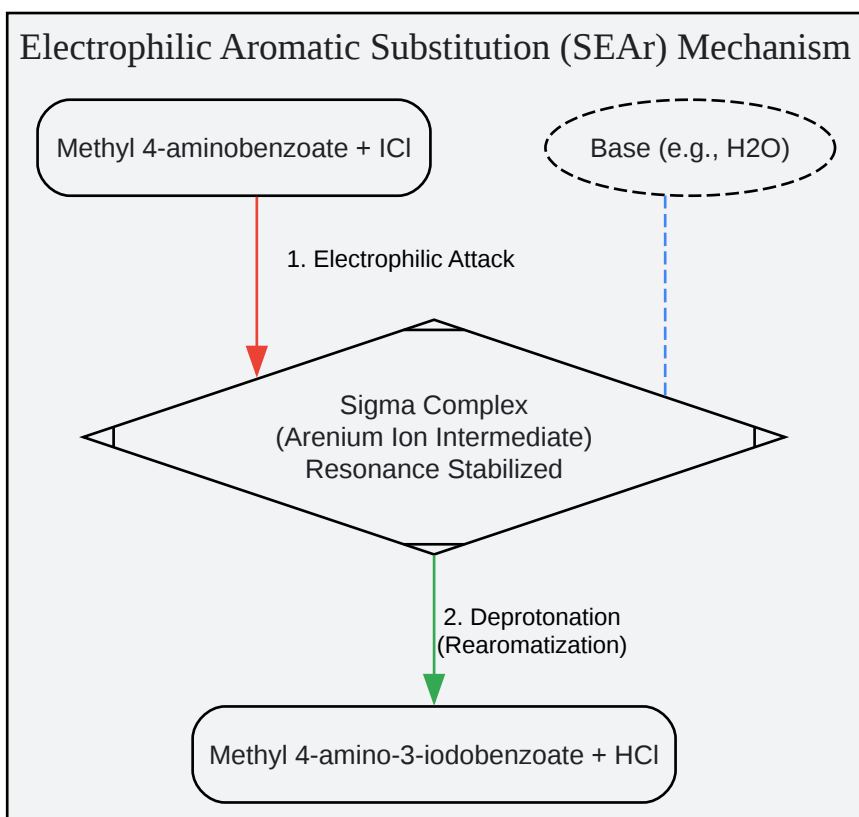 Electrophilic Aromatic Substitution (SEAr) Mechanism
Methyl 4-aminobenzoate + ICl
Base (e.g., H2O)
1. Electrophilic Attack
Sigma Complex
(Arenium Ion Intermediate)
Resonance Stabilized
2. Deprotonation
(Rearomatization)
Methyl 4-amino-3-iodobenzoate + HCl